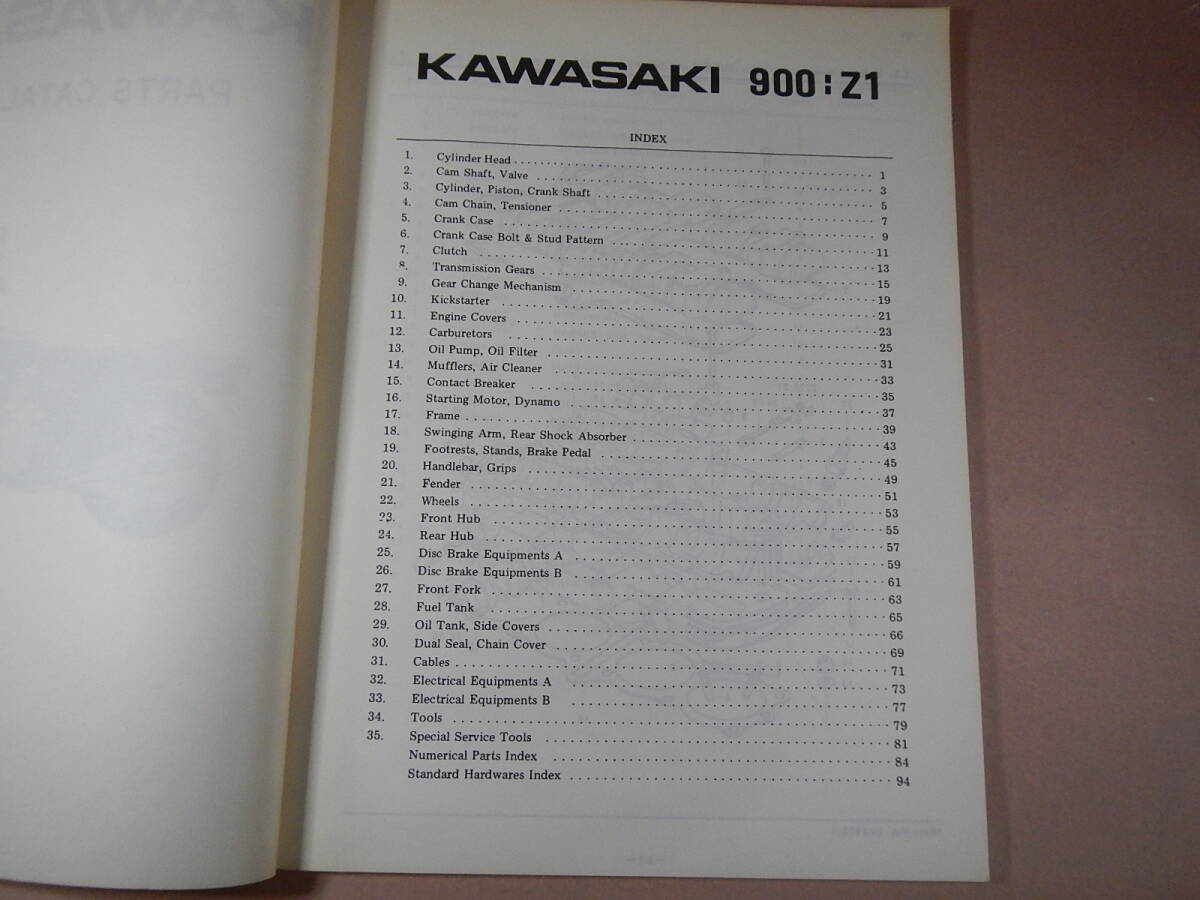 KAWAS
PARTS CATAL
KAWASAKI 900:Z1
INDEX
1. Cylinder Head 1
2. Cam Shaft, Valve 3
3. Cylinder, Piston, Crank Shaft 5
4. Cam Chain, Tensioner 7
5. Crank Case 9
6. Crank Case Bolt & Stud Pattern 11
7. Clutch 13
8. Transmission Gears 15
9. Gear Change Mechanism 19
10. Kickstarter 21
11. Engine Covers 23
12. Carburetors 25
13. Oil Pump, Oil Filter 31
14. Mufflers, Air Cleaner 33
15. Contact Breaker 35
16. Starting Motor, Dynamo 37
17. Frame 39
18. Swinging Arm, Rear Shock Absorber 43
19. Footrests, Stands, Brake Pedal 45
20. Handlebar, Grips 49
21. Fender 51
22. Wheels 53
23. Front Hub 55
24. Rear Hub 57
25. Disc Brake Equipments A 59
26. Disc Brake Equipments B 61
27. Front Fork 63
28. Fuel Tank 65
29. Oil Tank, Side Covers 66
30. Dual Seal, Chain Cover 69
31. Cables 71
32. Electrical Equipments A 73
33. Electrical Equipments B 77
34. Tools 79
35. Special Service Tools 81
Numerical Parts Index 84
Standard Hardwares Index 94